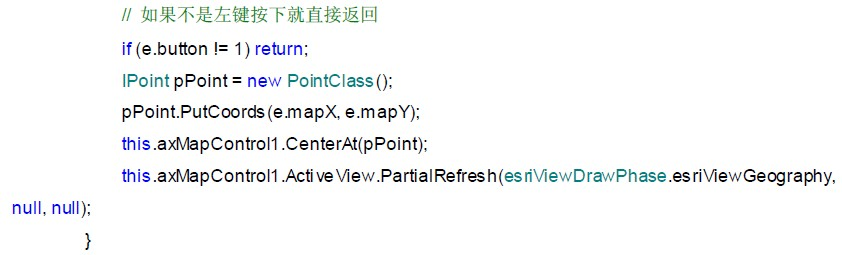 // 如果不是左键按下就直接返回
if (e.button != 1) return;
IPoint pPoint = new PointClass();
pPoint.PutCoords(e.mapX, e.mapY);
this.axMapControl1.CenterAt(pPoint);
this.axMapControl1.ActiveView.PartialRefresh(esriViewDrawPhase.esriViewGeography,
null, null);
}